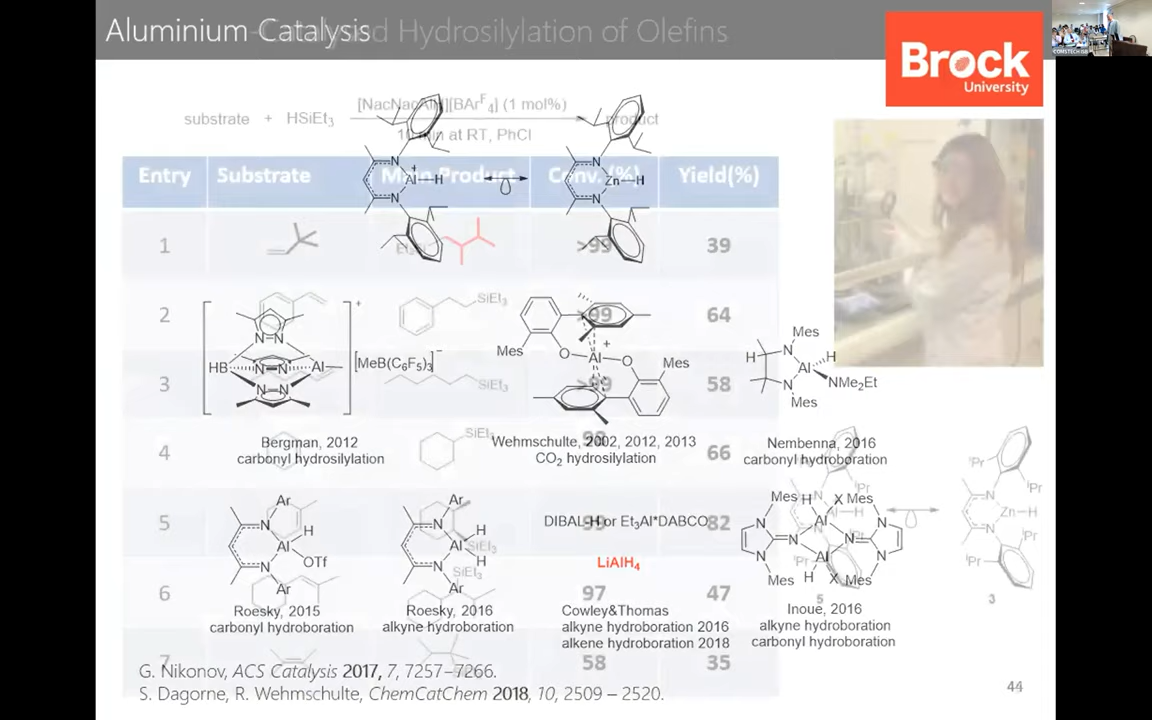 Aluminium Catalysis
Hydrosilylation of Olefins
Brock
University
COMSTECH ISB
substrate + HSiEt₃
[BArF₄] (1 mol%)
at RT, PhCl
product
Entry Substrate Main Product Conv. (%) Yield(%)
Al + H
Zn H
N N
1 >99 39
2 SiEt₃ >99 64
3 SiEt₃ >99 58
4 SiEt₃ 66
5 82
6 SiEt₃ 97 47
7 58 35
HB N N Al + [MeB(C₆F₅)₃]⁻
Mes O Al + O Mes
Mes H N Al H N NMe₂Et Mes
Bergman, 2012
carbonyl hydrosilylation
Wehmschulte, 2002, 2012, 2013
CO₂ hydrosilylation
Nembenna, 2016
carbonyl hydroboration
Ar N Al H OTf N Ar
Ar N Al H H N Ar
DIBAL-H or Et₃Al*DABCO
LiAlH₄
Mes H X Mes N Al N Al Mes H X Mes
iPr iPr N Zn H N iPr iPr
3
Roesky, 2015
carbonyl hydroboration
Roesky, 2016
alkyne hydroboration
Cowley&Thomas
alkyne hydroboration 2016
alkene hydroboration 2018
Inoue, 2016
alkyne hydroboration
carbonyl hydroboration
G. Nikonov, ACS Catalysis 2017, 7, 7257–7266.
S. Dagorne, R. Wehmschulte, ChemCatChem 2018, 10, 2509 – 2520.
44